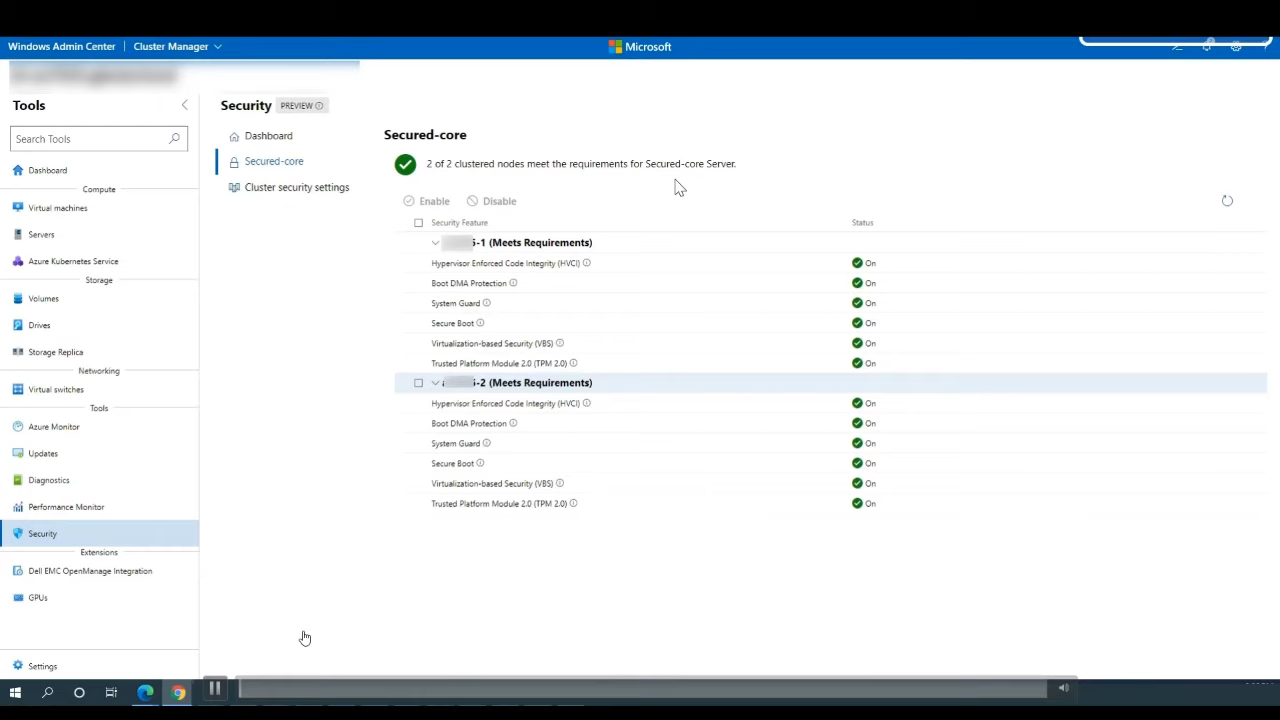 Windows Admin Center | Cluster Manager
Microsoft
Tools
Search Tools
Dashboard
Compute
Virtual machines
Servers
Azure Kubernetes Service
Storage
Volumes
Drives
Storage Replica
Networking
Virtual switches
Tools
Azure Monitor
Updates
Diagnostics
Performance Monitor
Security
Extensions
Dell EMC OpenManage Integration
GPUs
Settings
Security PREVIEW
Dashboard
Secured-core
Cluster security settings
Secured-core
2 of 2 clustered nodes meet the requirements for Secured-core Server.
Enable Disable
Security Feature Status
-1 (Meets Requirements)
Hypervisor Enforced Code Integrity (HVCI) On
Boot DMA Protection On
System Guard On
Secure Boot On
Virtualization-based Security (VBS) On
Trusted Platform Module 2.0 (TPM 2.0) On
-2 (Meets Requirements)
Hypervisor Enforced Code Integrity (HVCI) On
Boot DMA Protection On
System Guard On
Secure Boot On
Virtualization-based Security (VBS) On
Trusted Platform Module 2.0 (TPM 2.0) On